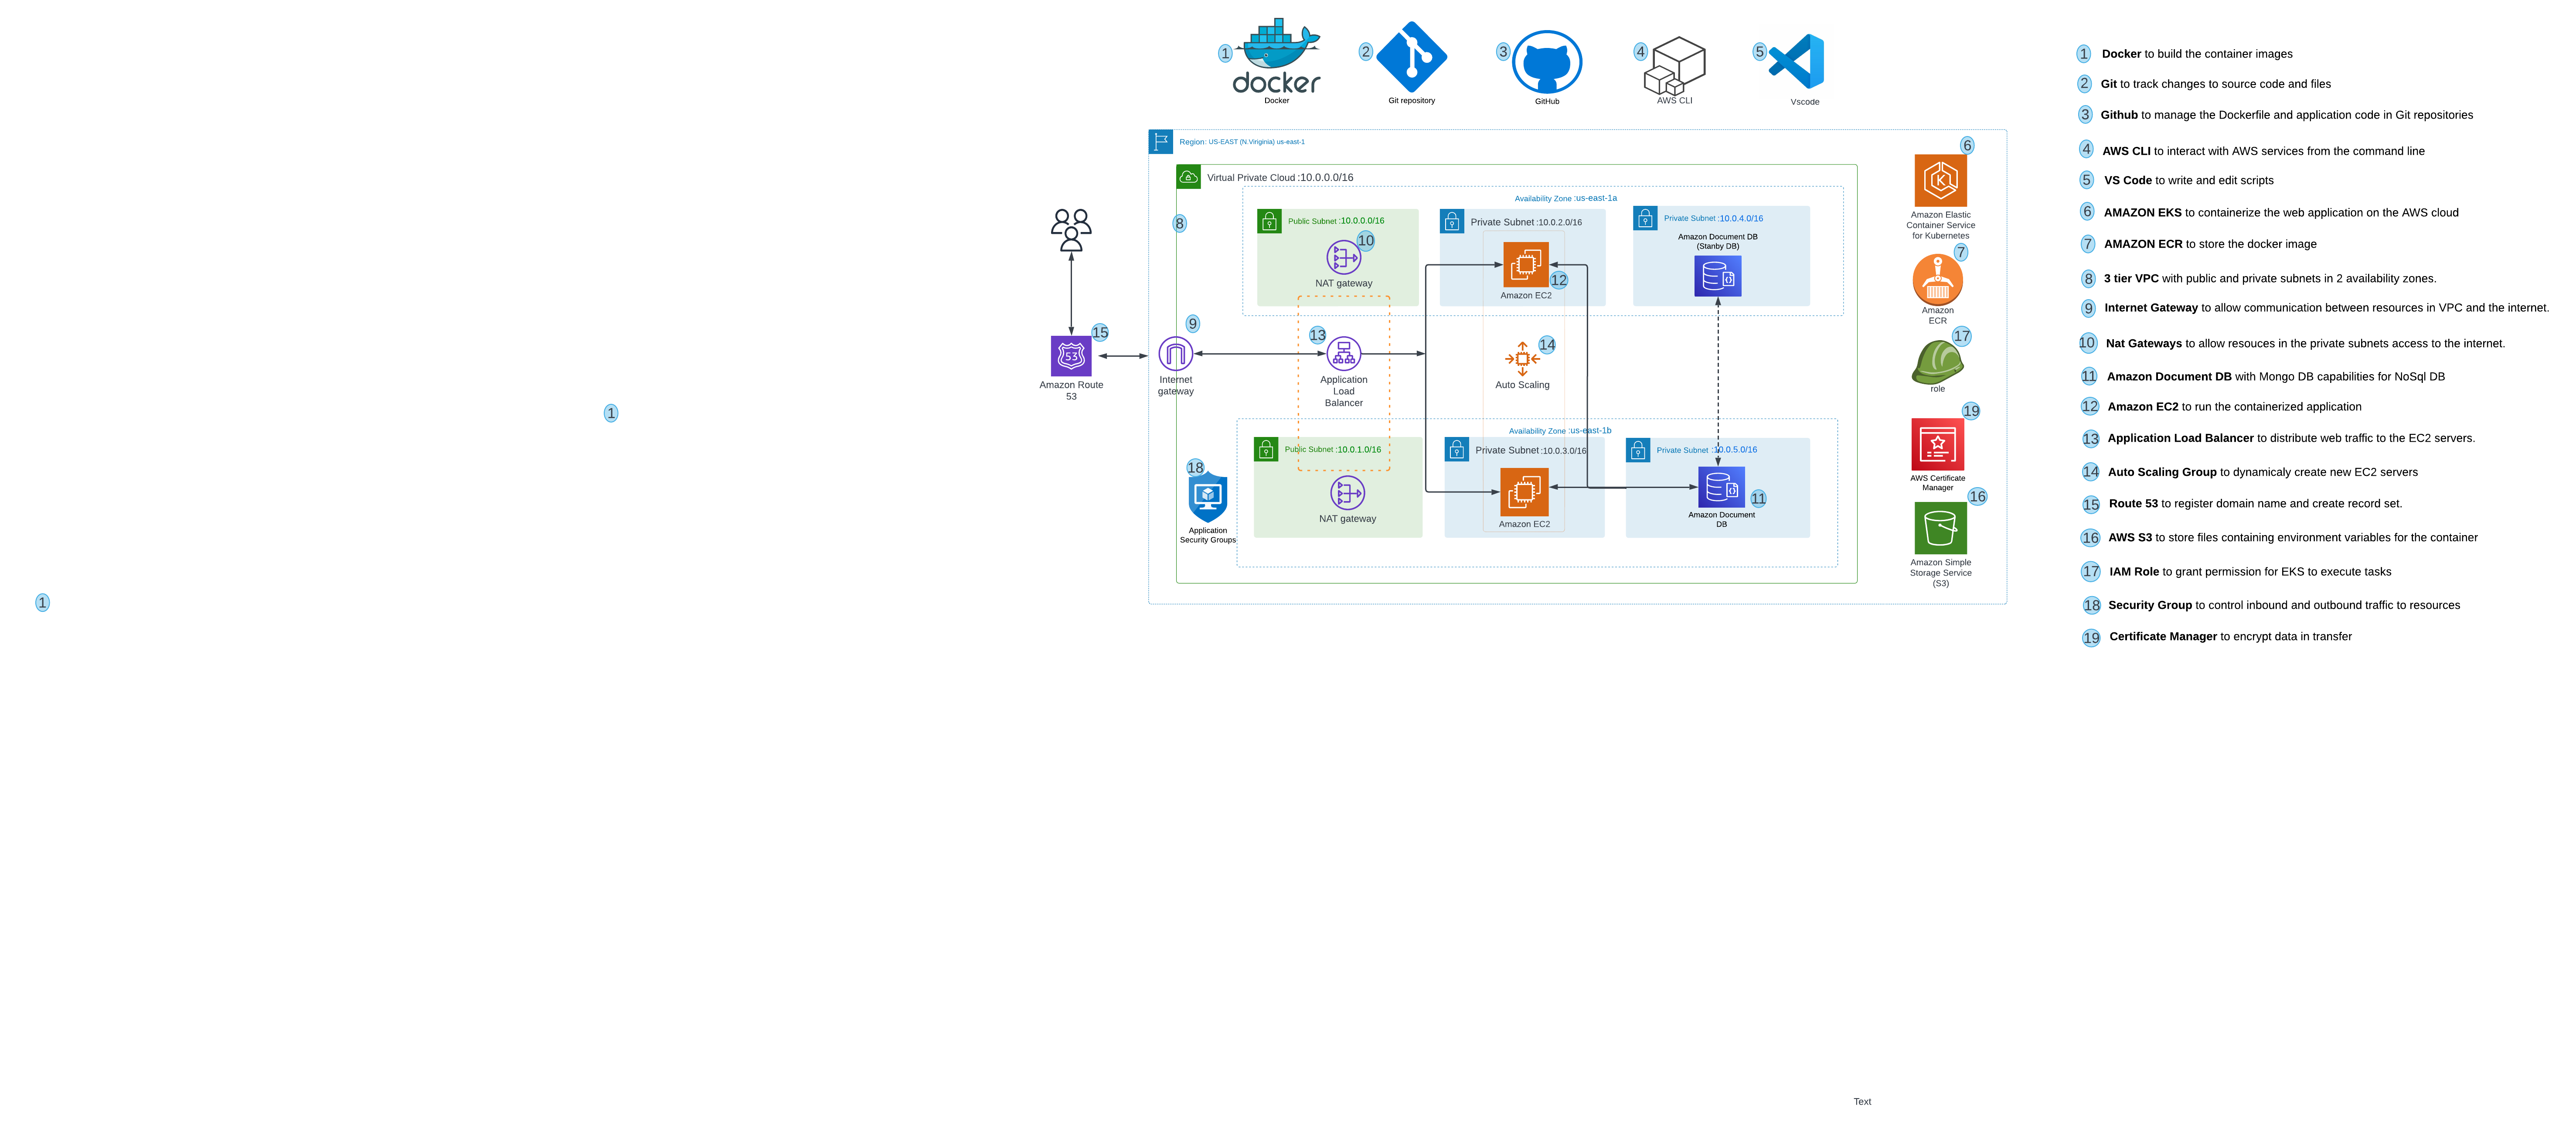 1
docker
Docker
2
Git repository
3
GitHub
4
AWS CLI
5
Vscode
Region: US-EAST (N.Viriginia) us-east-1
Virtual Private Cloud :10.0.0.0/16
8
Availability Zone :us-east-1a
Public Subnet :10.0.0.0/16
10
NAT gateway
Private Subnet :10.0.2.0/16
12
Amazon EC2
Private Subnet :10.0.4.0/16
Amazon Document DB
(Stanby DB)
15
53
Amazon Route
53
9
Internet
gateway
13
Application
Load
Balancer
14
Auto Scaling
Availability Zone :us-east-1b
18
Application
Security Groups
Public Subnet :10.0.1.0/16
NAT gateway
Private Subnet :10.0.3.0/16
Amazon EC2
Private Subnet :10.0.5.0/16
11
Amazon Document
DB
6
K
Amazon Elastic
Container Service
for Kubernetes
7
Amazon
ECR
17
role
19
AWS Certificate
Manager
16
Amazon Simple
Storage Service
(S3)
1 Docker to build the container images
2 Git to track changes to source code and files
3 Github to manage the Dockerfile and application code in Git repositories
4 AWS CLI to interact with AWS services from the command line
5 VS Code to write and edit scripts
6 AMAZON EKS to containerize the web application on the AWS cloud
7 AMAZON ECR to store the docker image
8 3 tier VPC with public and private subnets in 2 availability zones.
9 Internet Gateway to allow communication between resources in VPC and the internet.
10 Nat Gateways to allow resouces in the private subnets access to the internet.
11 Amazon Document DB with Mongo DB capabilities for NoSql DB
12 Amazon EC2 to run the containerized application
13 Application Load Balancer to distribute web traffic to the EC2 servers.
14 Auto Scaling Group to dynamicaly create new EC2 servers
15 Route 53 to register domain name and create record set.
16 AWS S3 to store files containing environment variables for the container
17 IAM Role to grant permission for EKS to execute tasks
18 Security Group to control inbound and outbound traffic to resources
19 Certificate Manager to encrypt data in transfer
1
1
Text